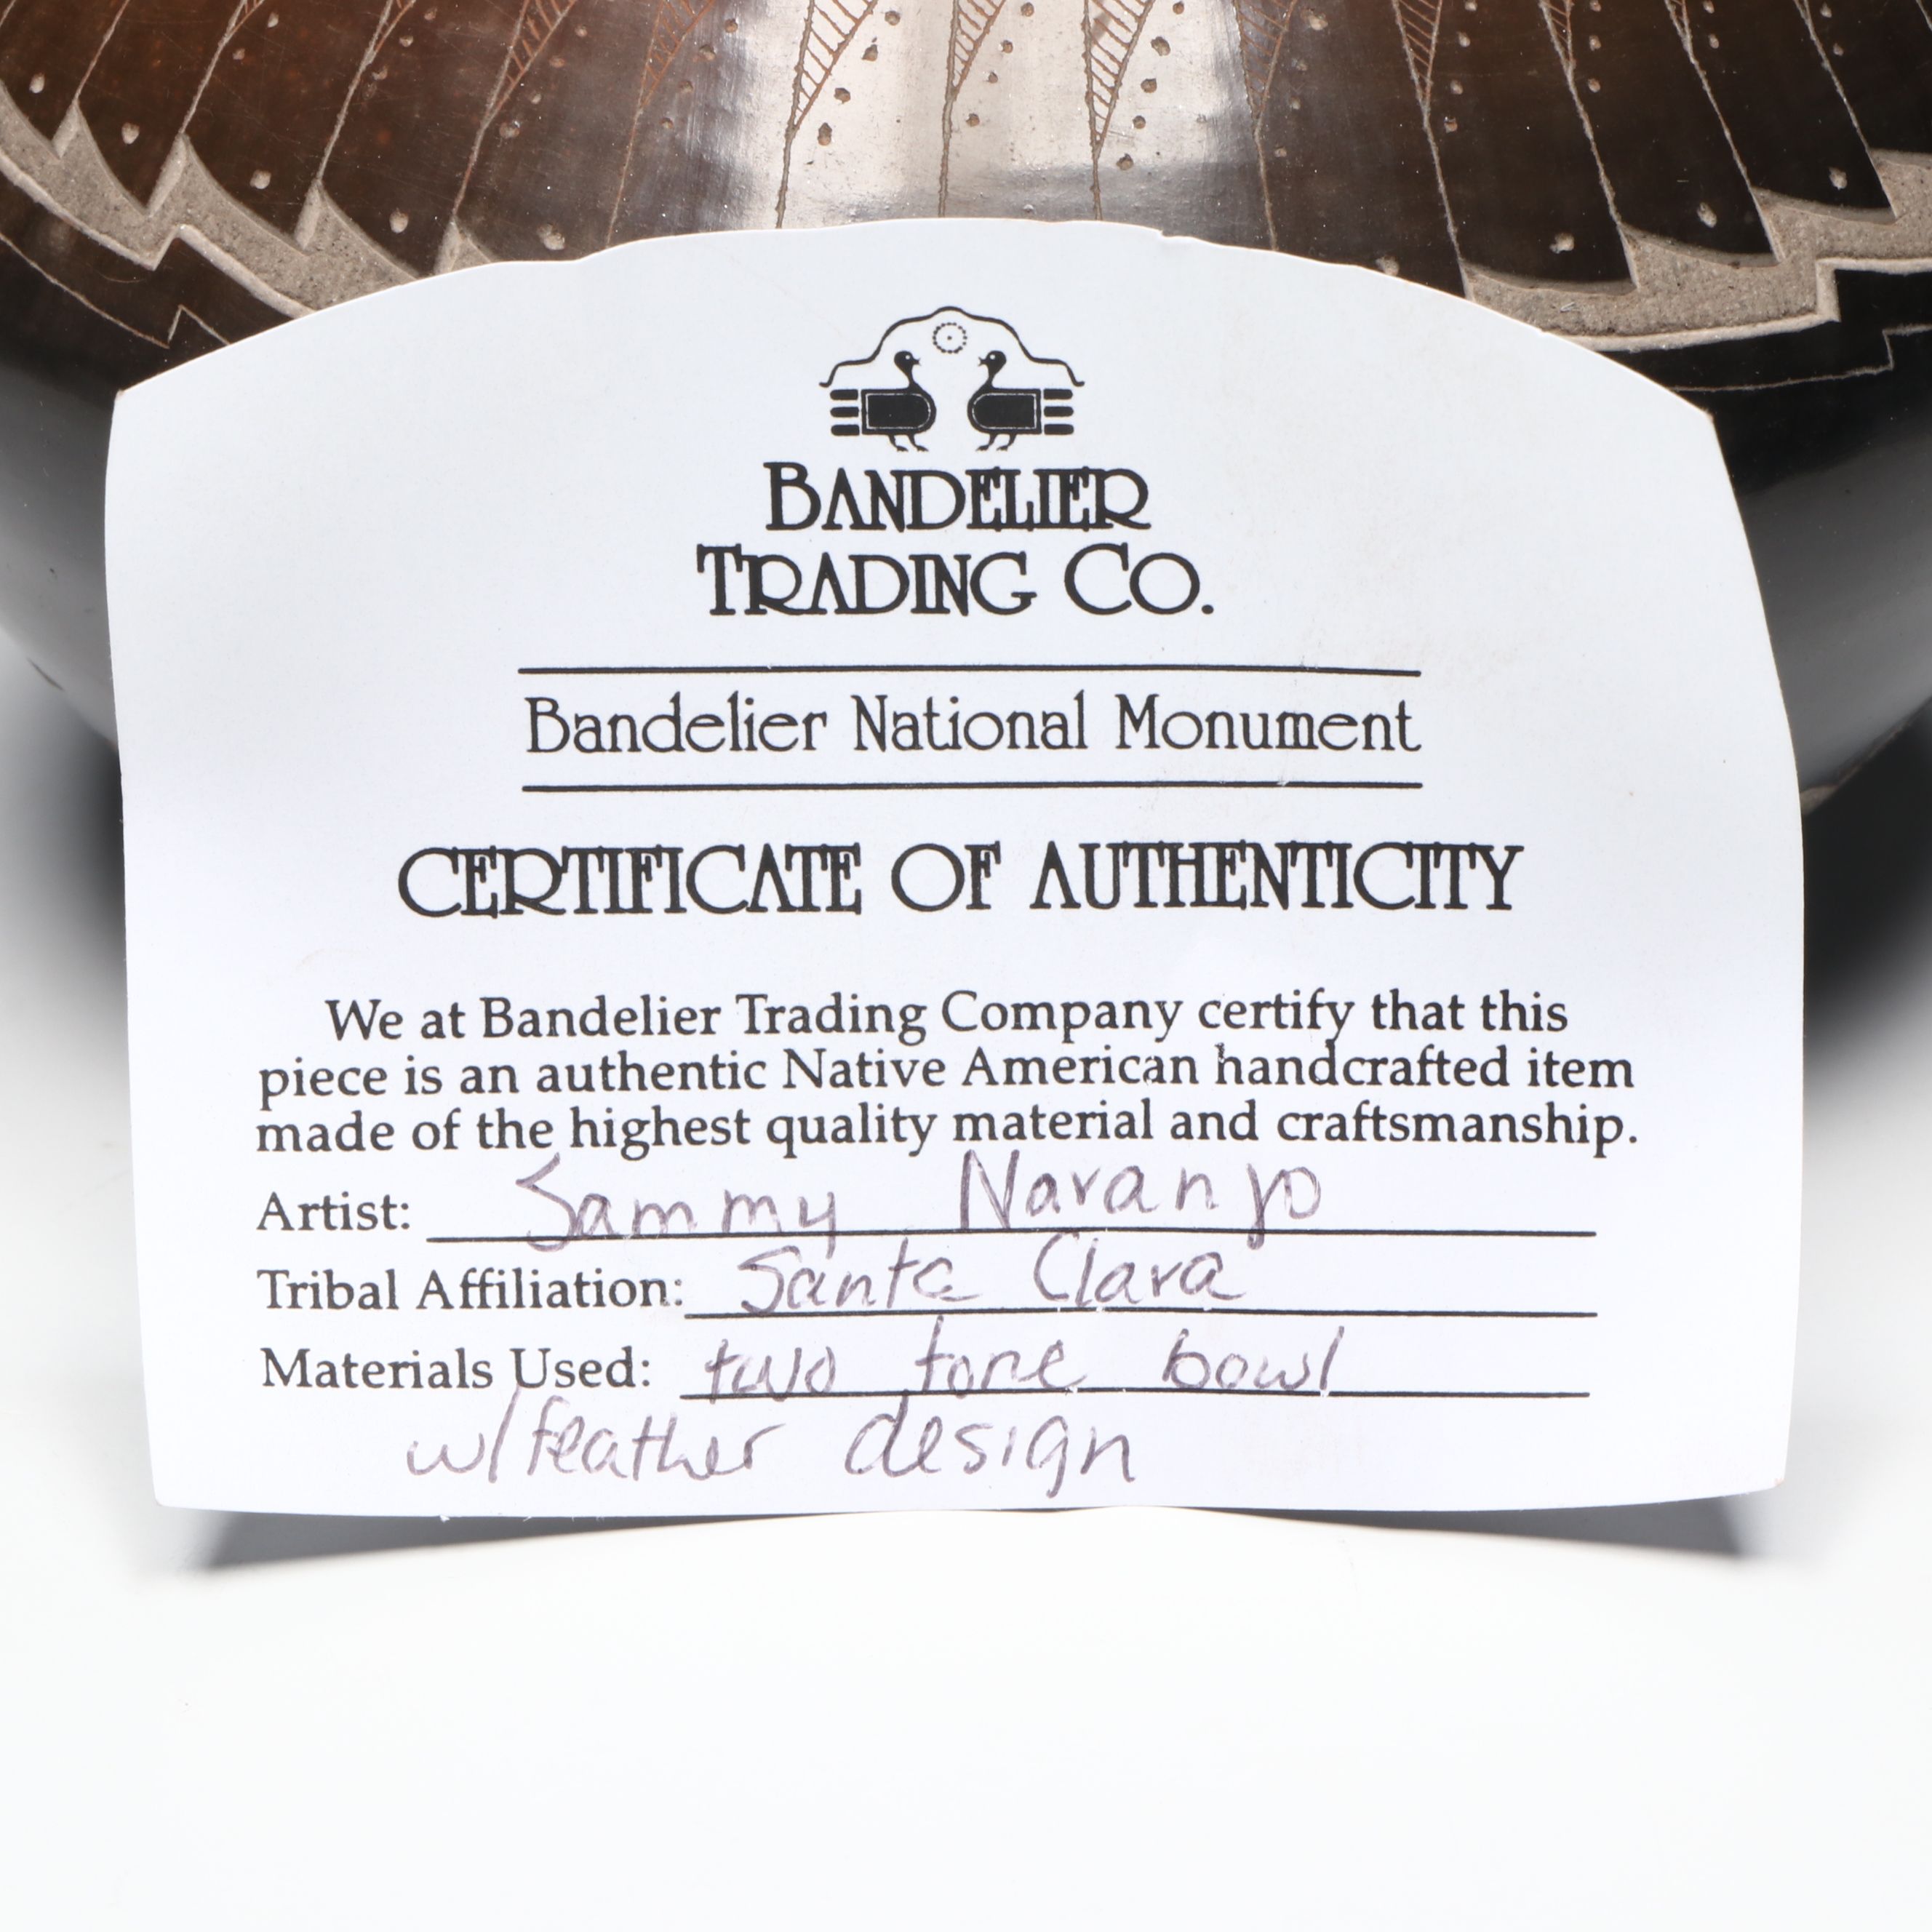 BANDELIER
TRADING CO.
Bandelier National Monument
CERTIFICATE OF AUTHENTICITY
We at Bandelier Trading Company certify that this
piece is an authentic Native American handcrafted item
made of the highest quality material and craftsmanship.
Artist: Sammy Naranjo
Tribal Affiliation: Santa Clara
Materials Used: two tone bowl
w/feather design